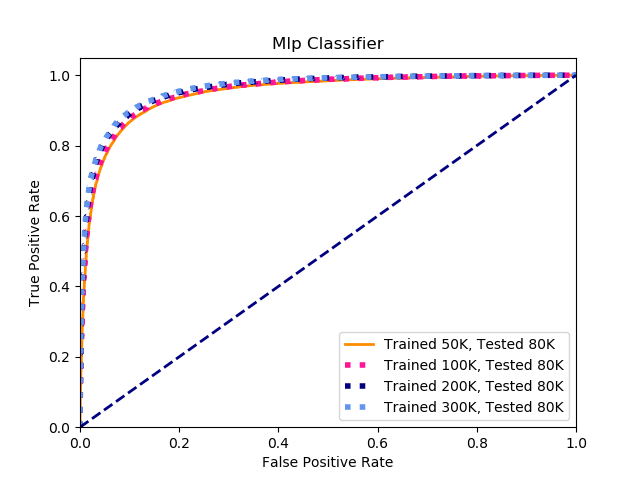 Mlp Classifier
True Positive Rate
1.0
0.8
0.6
0.4
0.2
0.0
Trained 50K, Tested 80K
Trained 100K, Tested 80K
Trained 200K, Tested 80K
Trained 300K, Tested 80K
0.0 0.2 0.4 0.6 0.8 1.0
False Positive Rate